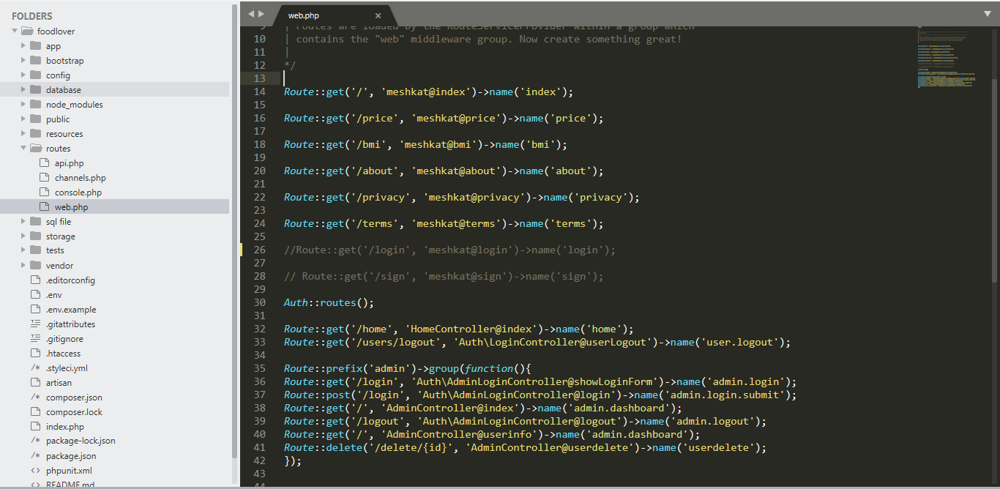 FOLDERS
foodlover
app
bootstrap
config
database
node_modules
public
resources
routes
api.php
channels.php
console.php
web.php
sql file
storage
tests
vendor
.editorconfig
.env
.env.example
.gitattributes
.gitignore
.htaccess
.styleci.yml
artisan
composer.json
composer.lock
index.php
package-lock.json
package.json
phpunit.xml
README.md
web.php
9 | routes are loaded by the RouteServiceProvider within a group which
10 | contains the "web" middleware group. Now create something great!
11 |
12 */
13
14 Route::get('/', 'meshkat@index')->name('index');
15
16 Route::get('/price', 'meshkat@price')->name('price');
17
18 Route::get('/bmi', 'meshkat@bmi')->name('bmi');
19
20 Route::get('/about', 'meshkat@about')->name('about');
21
22 Route::get('/privacy', 'meshkat@privacy')->name('privacy');
23
24 Route::get('/terms', 'meshkat@terms')->name('terms');
25
26 //Route::get('/login', 'meshkat@login')->name('login');
27
28 // Route::get('/sign', 'meshkat@sign')->name('sign');
29
30 Auth::routes();
31
32 Route::get('/home', 'HomeController@index')->name('home');
33 Route::get('/users/logout', 'Auth\LoginController@userLogout')->name('user.logout');
34
35 Route::prefix('admin')->group(function(){
36 Route::get('/login', 'Auth\AdminLoginController@showLoginForm')->name('admin.login');
37 Route::post('/login', 'Auth\AdminLoginController@login')->name('admin.login.submit');
38 Route::get('/', 'AdminController@index')->name('admin.dashboard');
39 Route::get('/logout', 'Auth\AdminLoginController@logout')->name('admin.logout');
40 Route::get('/', 'AdminController@userinfo')->name('admin.dashboard');
41 Route::delete('/delete/{id}', 'AdminController@userdelete')->name('userdelete');
42 });
43
44